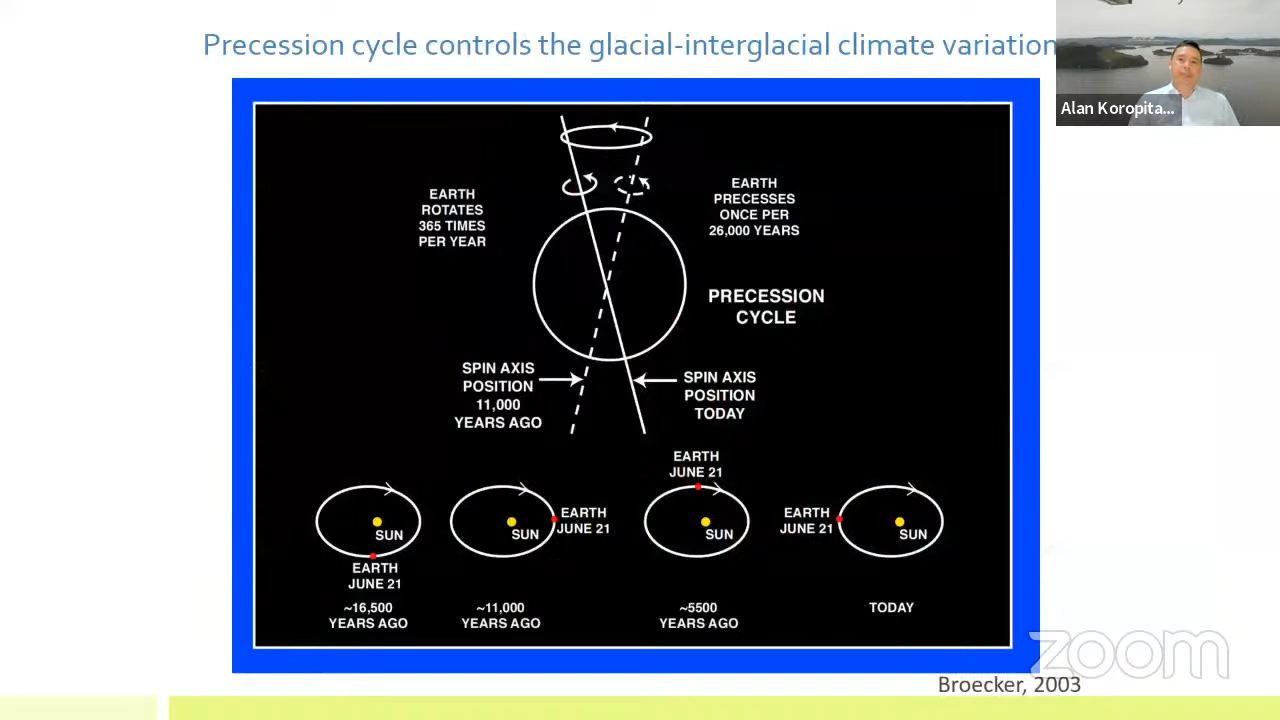 Precession cycle controls the glacial-interglacial climate variation
Alan Koropita...
EARTH
ROTATES
365 TIMES
PER YEAR
EARTH
PRECESSES
ONCE PER
26,000 YEARS
PRECESSION
CYCLE
SPIN AXIS
POSITION
11,000
YEARS AGO
SPIN AXIS
POSITION
TODAY
SUN
EARTH
JUNE 21
~16,500
YEARS AGO
SUN
EARTH
JUNE 21
~11,000
YEARS AGO
EARTH
JUNE 21
SUN
~5500
YEARS AGO
EARTH
JUNE 21
SUN
TODAY
zoom
Broecker, 2003